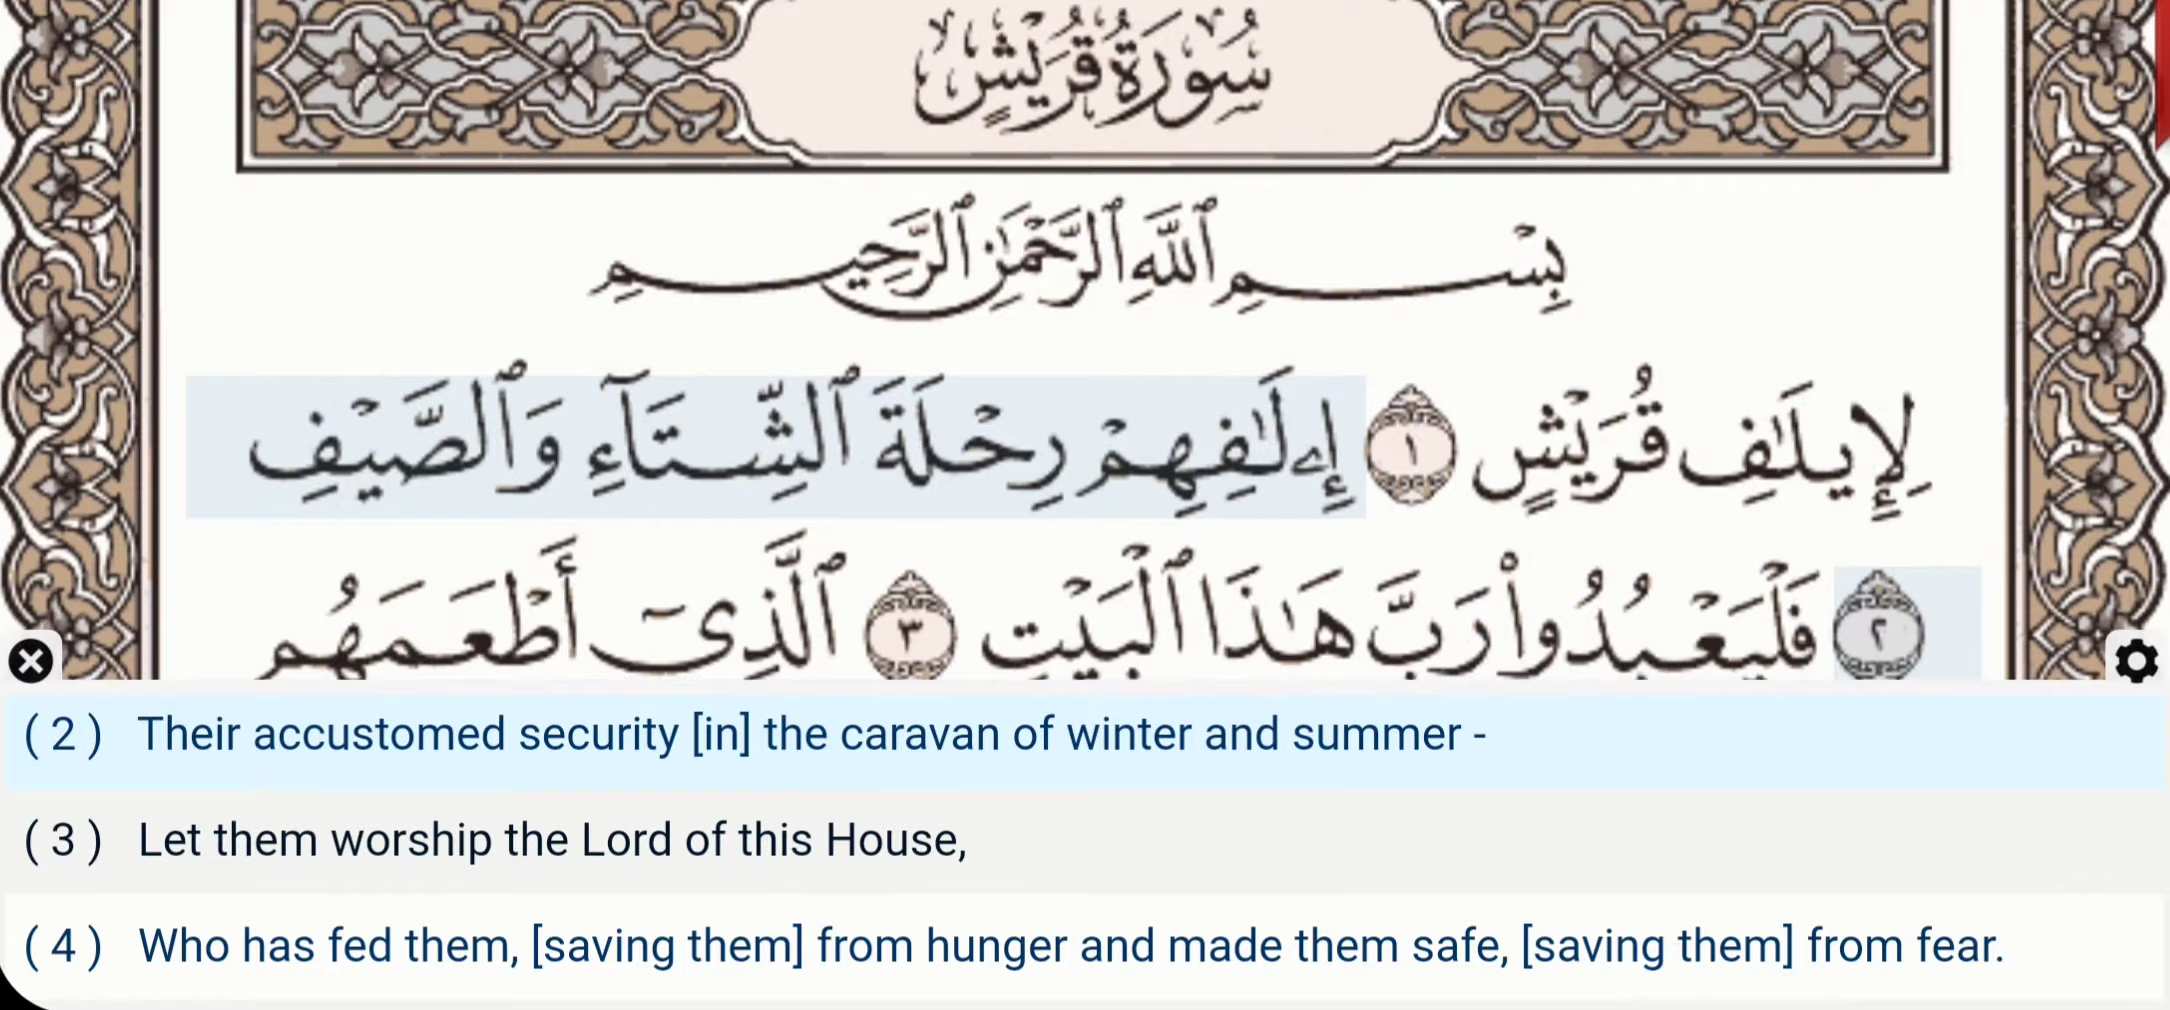 سُورَةُ قُرَيْشٍ
بِسْمِ ٱللَّهِ ٱلرَّحْمَٰنِ ٱلرَّحِيمِ
لِإِيلَٰفِ قُرَيْشٍ ١ إِۦلَٰفِهِمْ رِحْلَةَ ٱلشِّتَآءِ وَٱلصَّيْفِ
٢ فَلْيَعْبُدُوا۟ رَبَّ هَٰذَا ٱلْبَيْتِ ٣ ٱلَّذِىٓ أَطْعَمَهُم
( 2 ) Their accustomed security [in] the caravan of winter and summer -
( 3 ) Let them worship the Lord of this House,
( 4 ) Who has fed them, [saving them] from hunger and made them safe, [saving them] from fear.